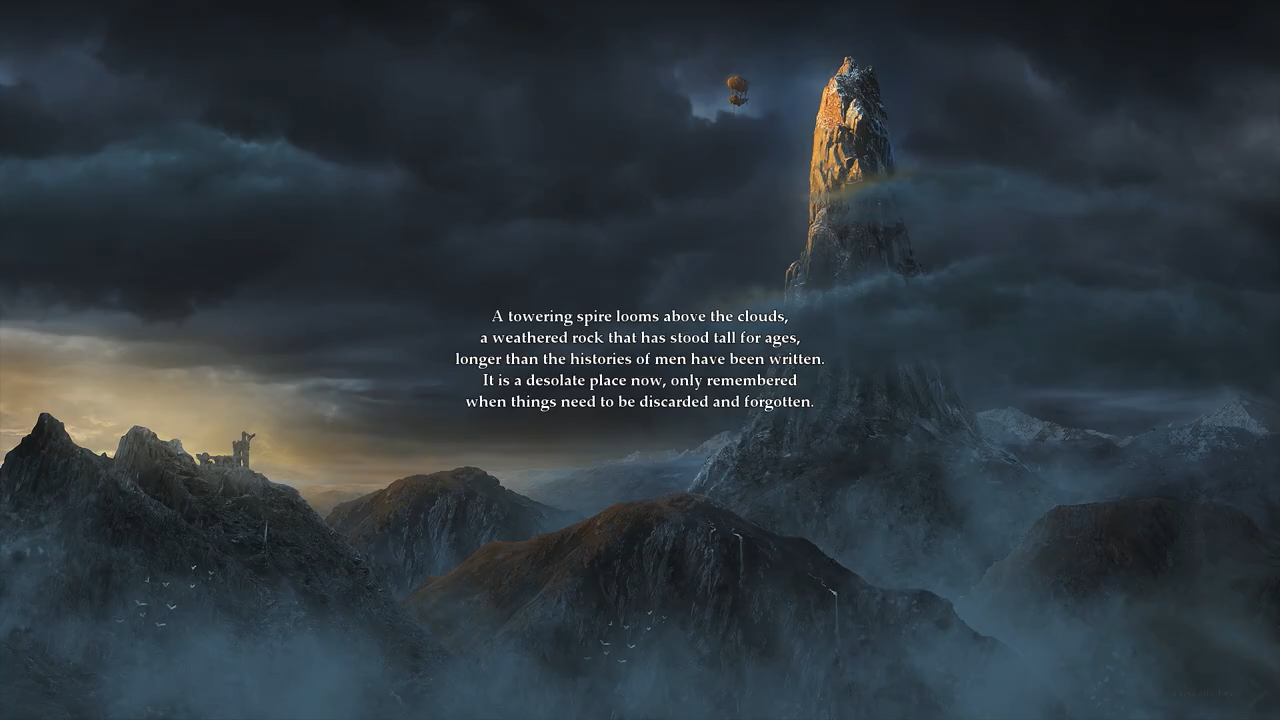 A towering spire looms above the clouds,
a weathered rock that has stood tall for ages,
longer than the histories of men have been written.
It is a desolate place now, only remembered
when things need to be discarded and forgotten.